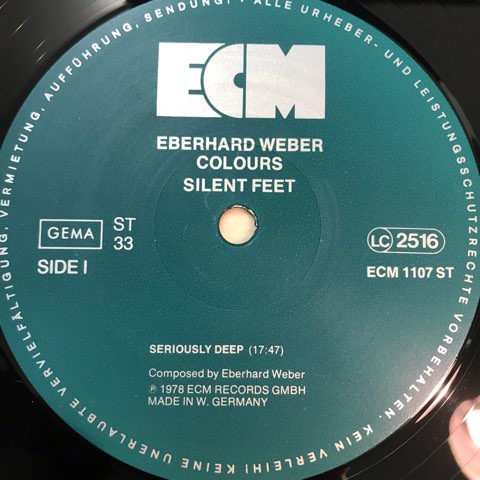 ECM
EBERHARD WEBER
COLOURS
SILENT FEET
GEMA
ST
33
SIDE I
LC 2516
ECM 1107 ST
SERIOUSLY DEEP (17:47)
Composed by Eberhard Weber
℗ 1978 ECM RECORDS GMBH
MADE IN W. GERMANY
ALLE URHEBER- UND LEISTUNGSSCHUTZRECHTE VORBEHALTEN. KEIN VERLEIH! KEINE UNERLAUBTE VERVIELFÄLTIGUNG, VERMIETUNG, AUFFÜHRUNG, SENDUNG! •